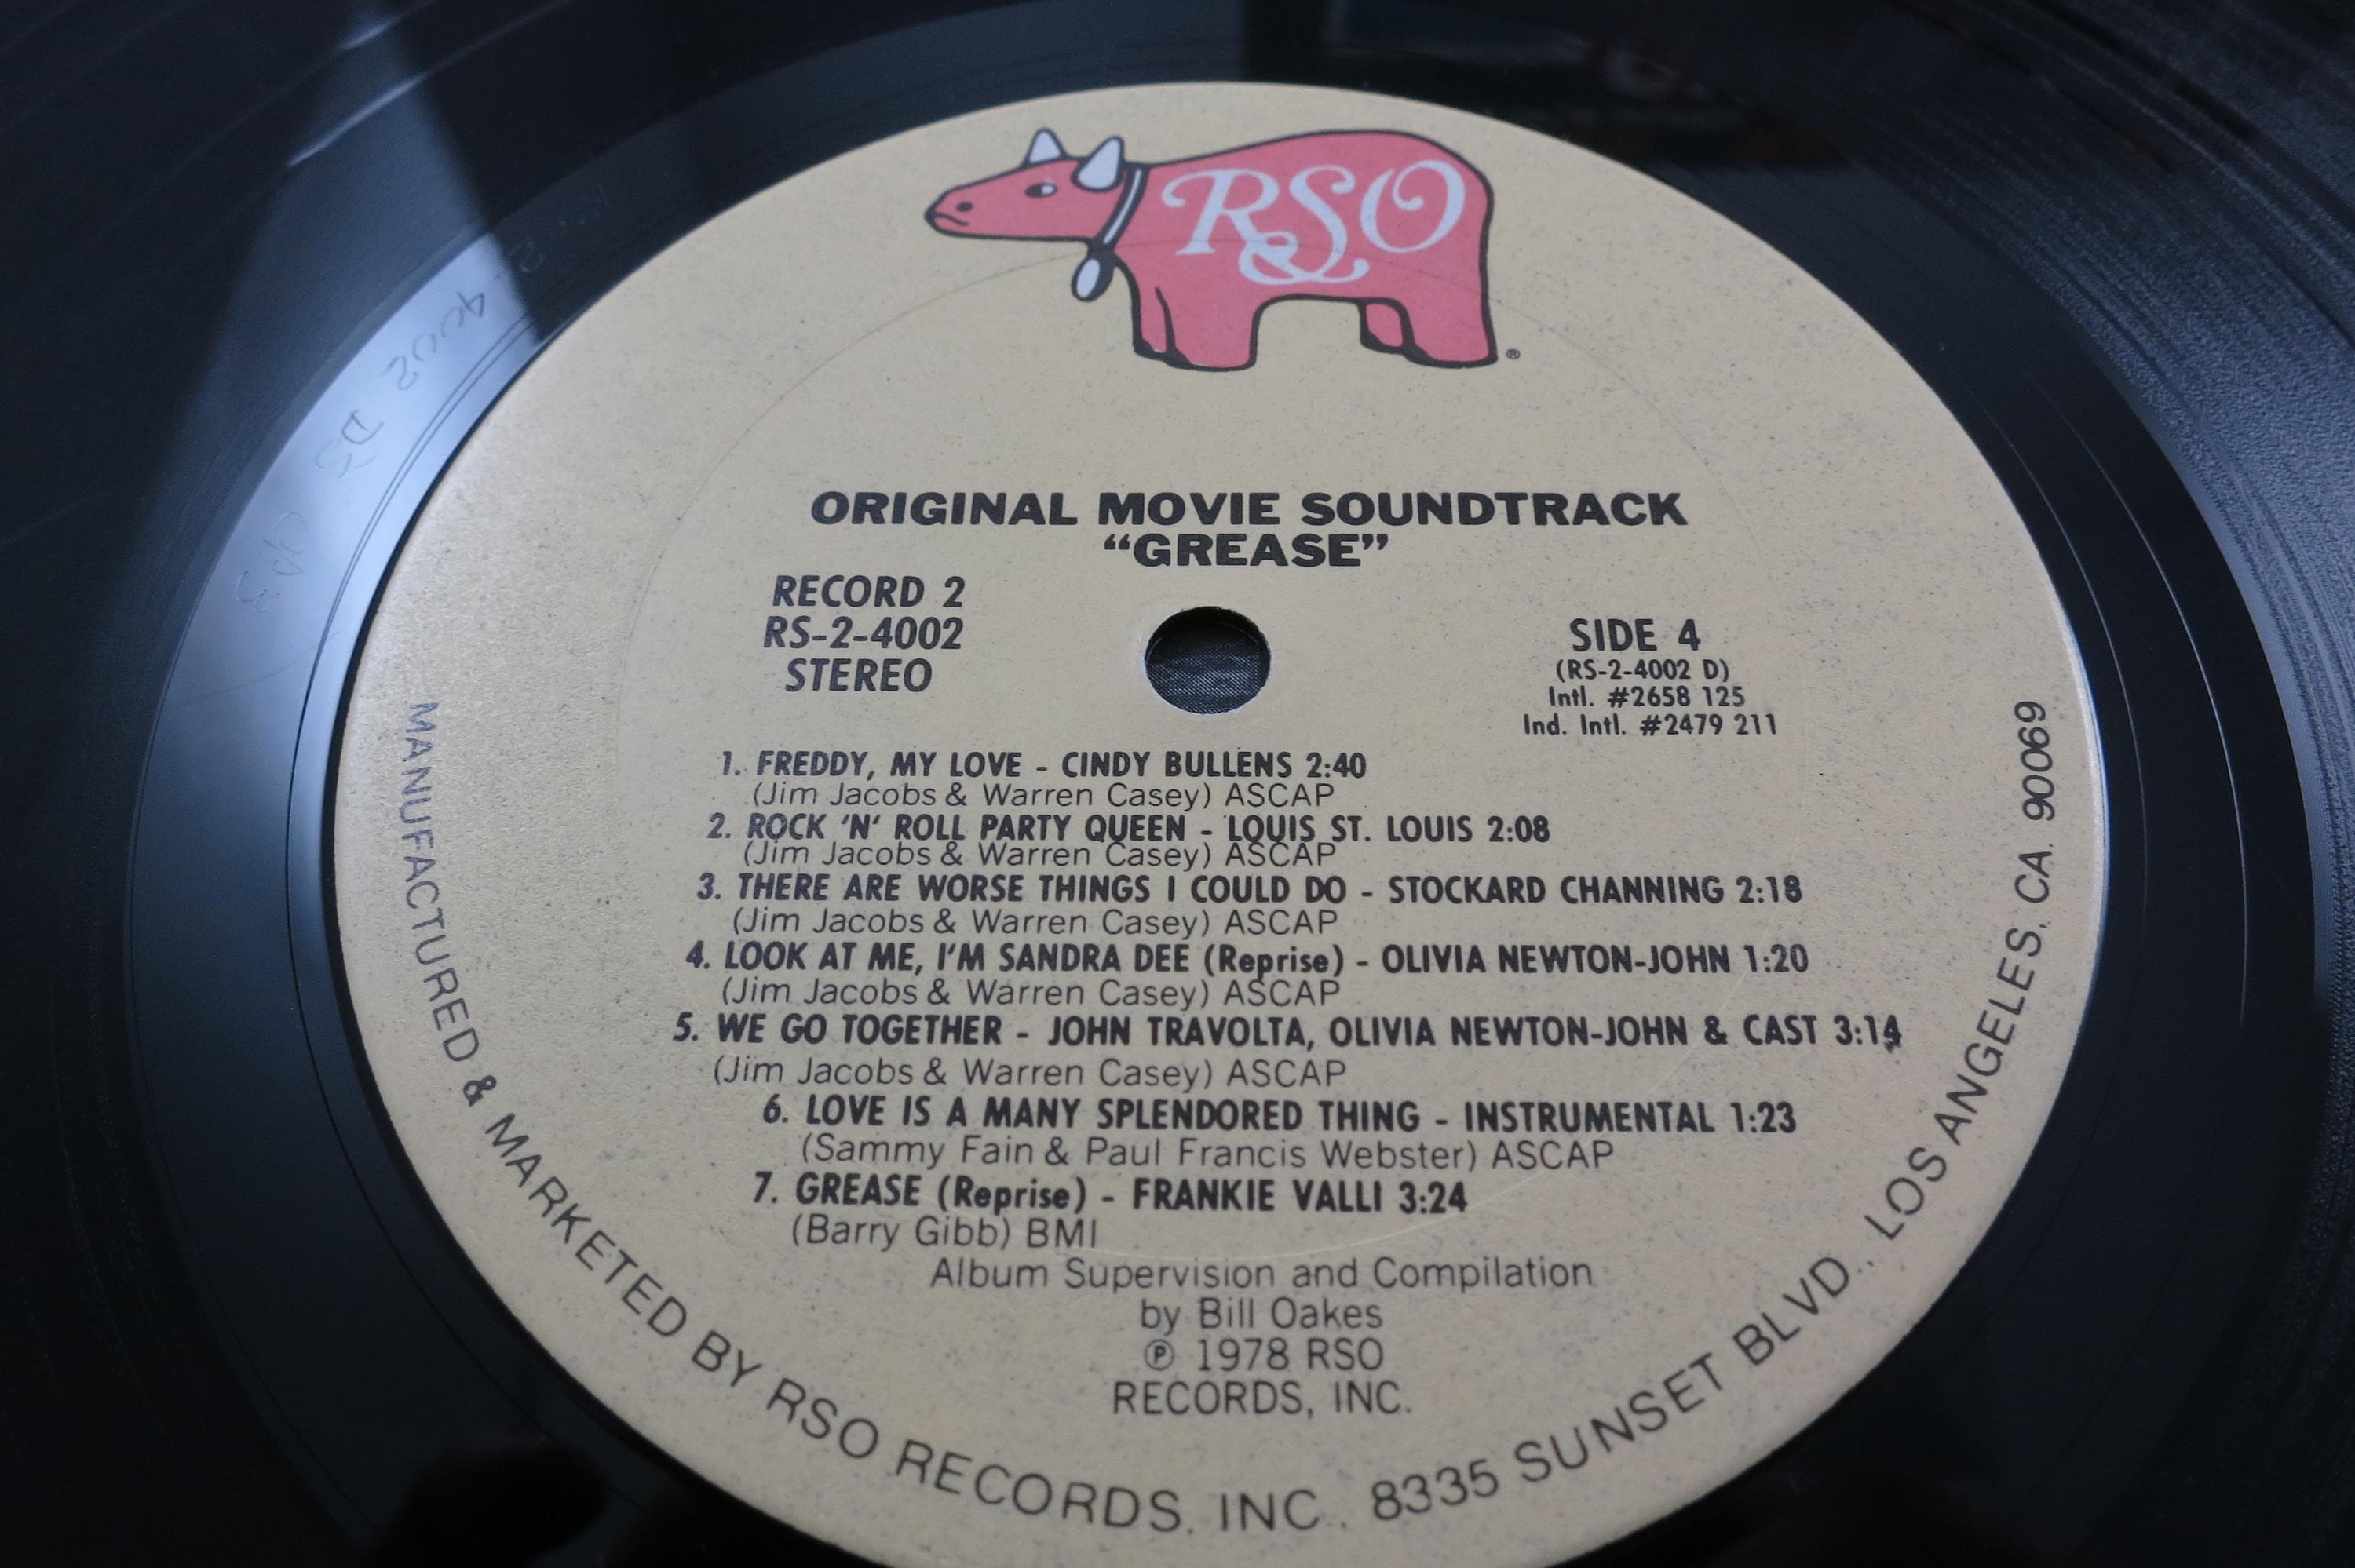 RSO
®
ORIGINAL MOVIE SOUNDTRACK
“GREASE”
RECORD 2
RS-2-4002
STEREO
SIDE 4
(RS-2-4002 D)
Intl. #2658 125
Ind. Intl. #2479 211
1. FREDDY, MY LOVE - CINDY BULLENS 2:40
(Jim Jacobs & Warren Casey) ASCAP
2. ROCK 'N' ROLL PARTY QUEEN - LOUIS ST. LOUIS 2:08
(Jim Jacobs & Warren Casey) ASCAP
3. THERE ARE WORSE THINGS I COULD DO - STOCKARD CHANNING 2:18
(Jim Jacobs & Warren Casey) ASCAP
4. LOOK AT ME, I'M SANDRA DEE (Reprise) - OLIVIA NEWTON-JOHN 1:20
(Jim Jacobs & Warren Casey) ASCAP
5. WE GO TOGETHER - JOHN TRAVOLTA, OLIVIA NEWTON-JOHN & CAST 3:14
(Jim Jacobs & Warren Casey) ASCAP
6. LOVE IS A MANY SPLENDORED THING - INSTRUMENTAL 1:23
(Sammy Fain & Paul Francis Webster) ASCAP
7. GREASE (Reprise) - FRANKIE VALLI 3:24
(Barry Gibb) BMI
Album Supervision and Compilation
by Bill Oakes
℗ 1978 RSO
RECORDS, INC.
MANUFACTURED & MARKETED BY RSO RECORDS, INC., 8335 SUNSET BLVD., LOS ANGELES, CA. 90069
4002